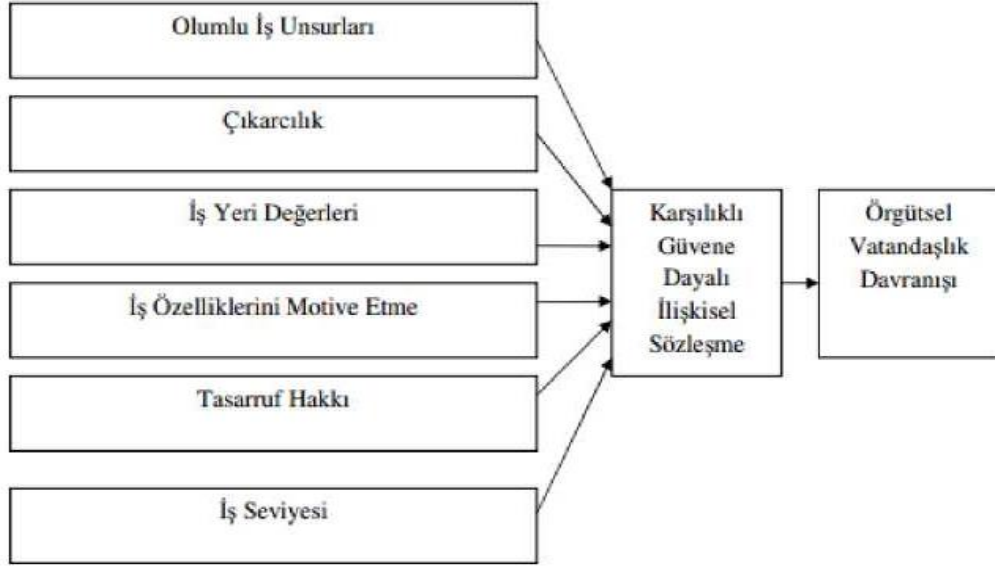 Olumlu İş Unsurları
Çıkarcılık
İş Yeri Değerleri
İş Özelliklerini Motive Etme
Tasarruf Hakkı
İş Seviyesi
Karşılıklı
Güvene
Dayalı
İlişkisel
Sözleşme
Örgütsel
Vatandaşlık
Davranışı